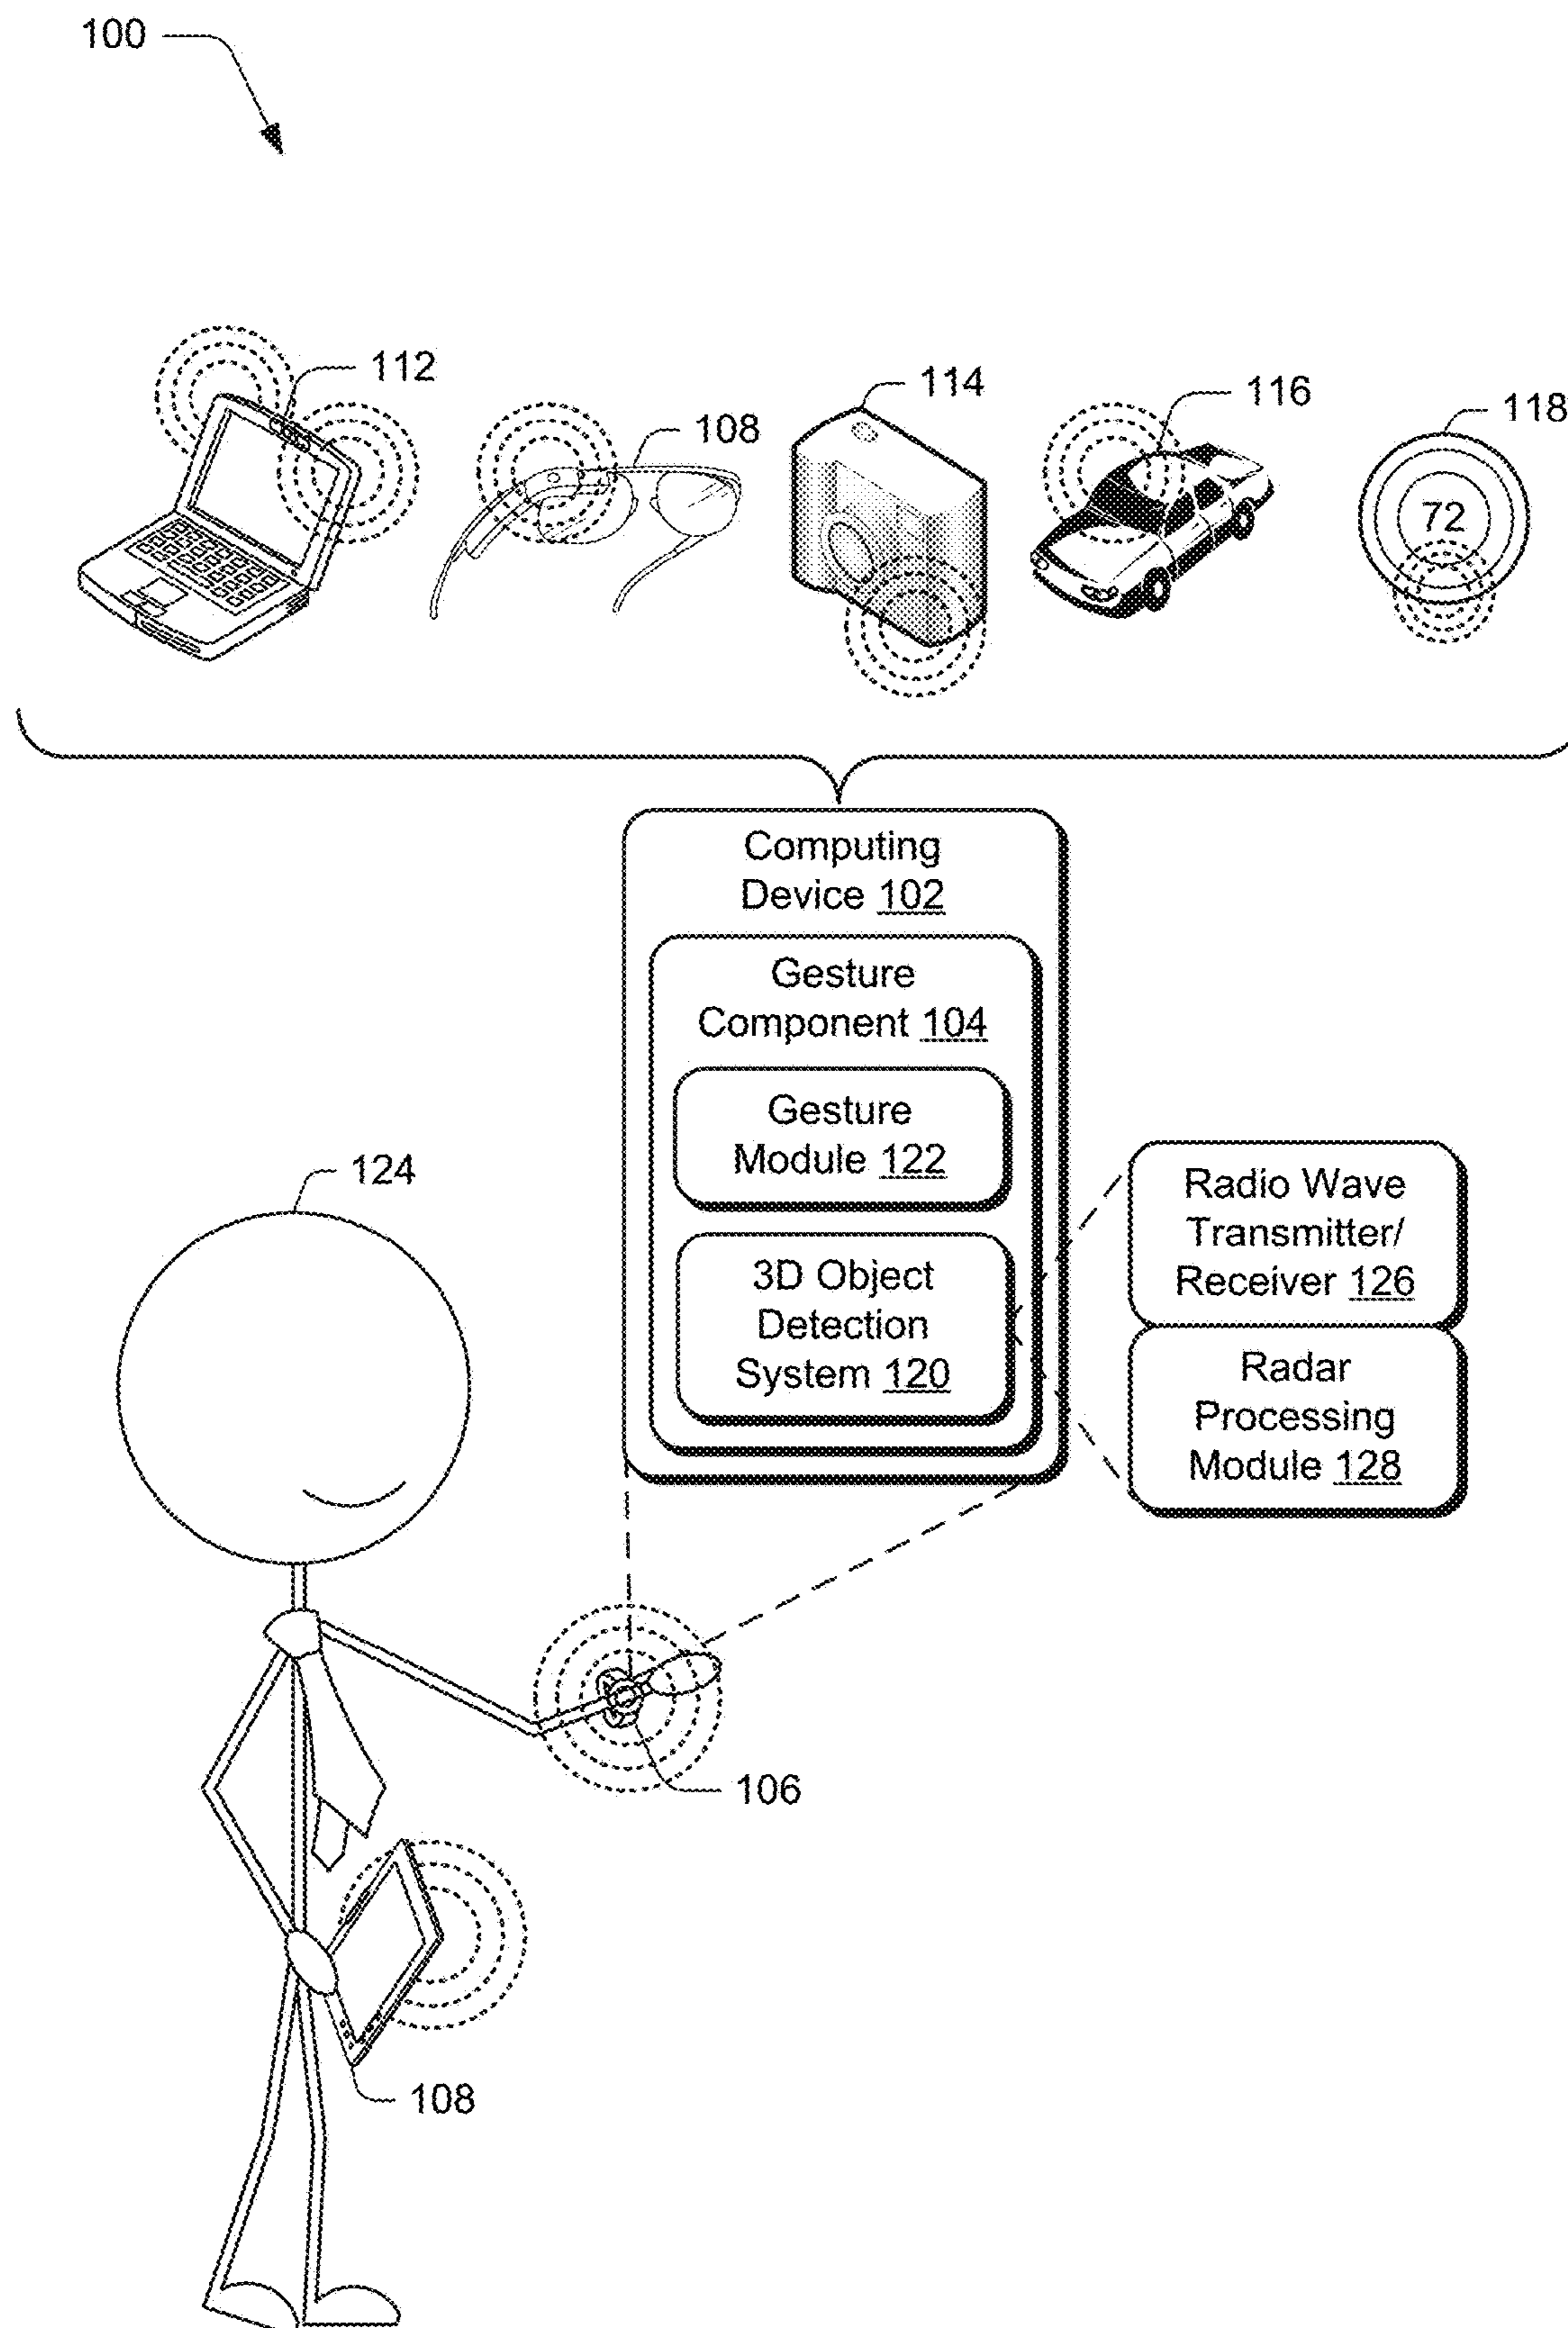 100
112
108
114
116
118
72
Computing
Device 102
Gesture
Component 104
Gesture
Module 122
3D Object
Detection
System 120
Radio Wave
Transmitter/
Receiver 126
Radar
Processing
Module 128
124
106
108